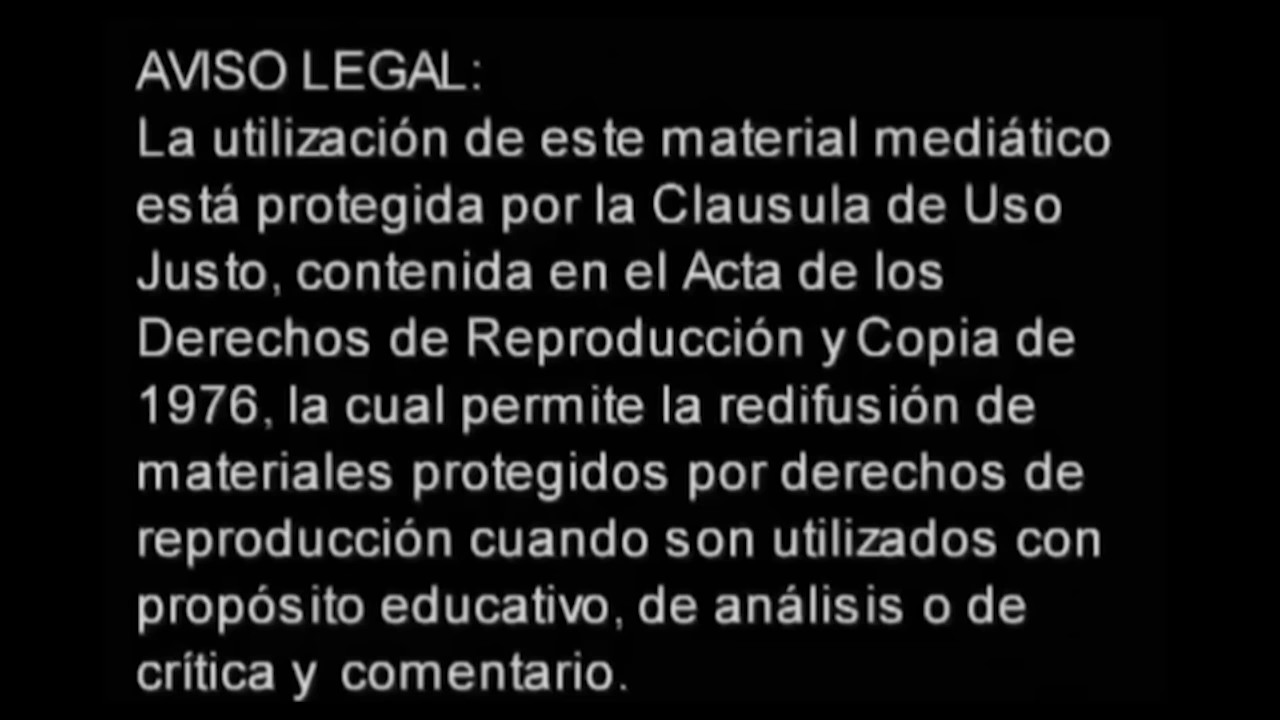 AVISO LEGAL:
La utilización de este material mediático
está protegida por la Clausula de Uso
Justo, contenida en el Acta de los
Derechos de Reproducción y Copia de
1976, la cual permite la redifusión de
materiales protegidos por derechos de
reproducción cuando son utilizados con
propósito educativo, de análisis o de
crítica y comentario.